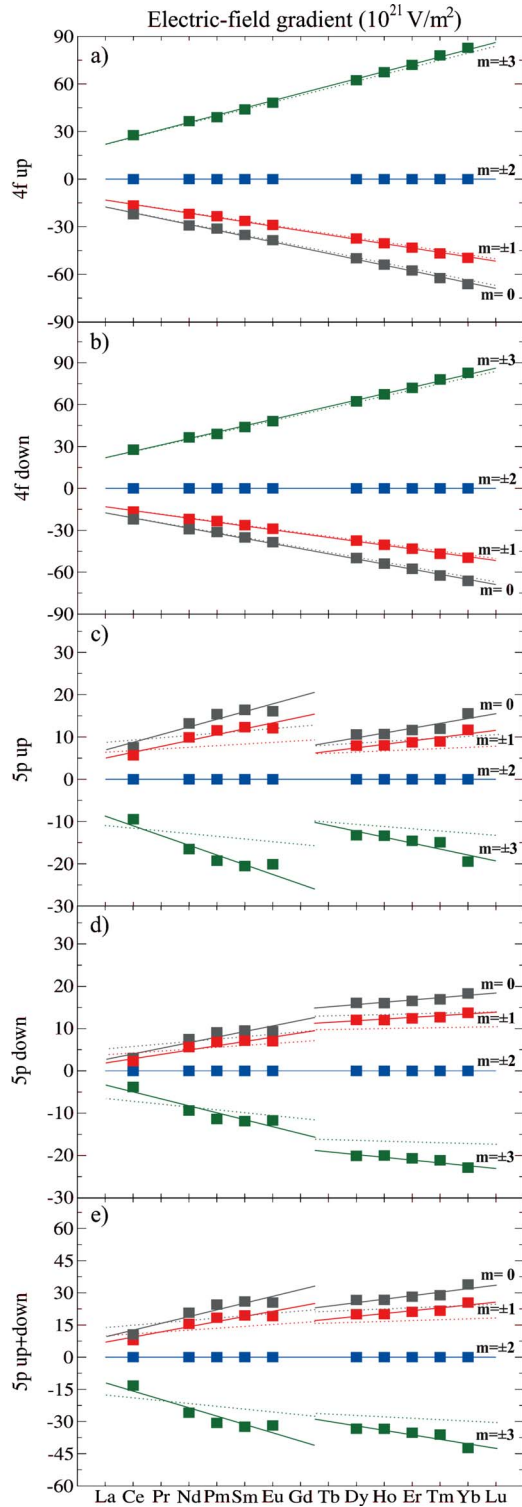 Electric-field gradient (10²¹ V/m²)
a)
4f up
90
60
30
0
-30
-60
-90
m=±3
m=±2
m=±1
m= 0
b)
4f down
90
60
30
0
-30
-60
-90
m=±3
m=±2
m=±1
m= 0
c)
5p up
30
20
10
0
-10
-20
-30
m= 0
m=±1
m=±2
m=±3
d)
5p down
30
20
10
0
-10
-20
-30
m= 0
m=±1
m=±2
m=±3
e)
5p up+down
60
45
30
15
0
-15
-30
-45
-60
m= 0
m=±1
m=±2
m=±3
La Ce Pr Nd Pm Sm Eu Gd Tb Dy Ho Er Tm Yb Lu